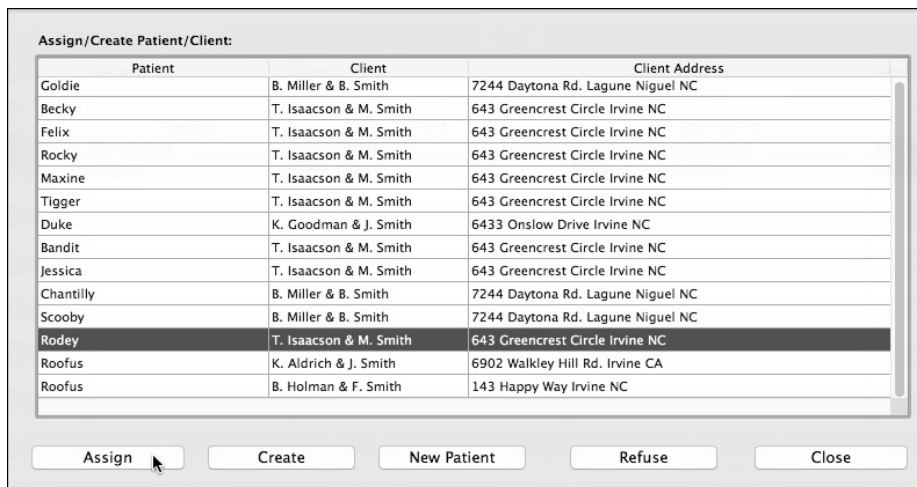 Assign/Create Patient/Client:
Patient Client Client Address
Goldie B. Miller & B. Smith 7244 Daytona Rd. Lagune Niguel NC
Becky T. Isaacson & M. Smith 643 Greencrest Circle Irvine NC
Felix T. Isaacson & M. Smith 643 Greencrest Circle Irvine NC
Rocky T. Isaacson & M. Smith 643 Greencrest Circle Irvine NC
Maxine T. Isaacson & M. Smith 643 Greencrest Circle Irvine NC
Tigger T. Isaacson & M. Smith 643 Greencrest Circle Irvine NC
Duke K. Goodman & J. Smith 6433 Onslow Drive Irvine NC
Bandit T. Isaacson & M. Smith 643 Greencrest Circle Irvine NC
Jessica T. Isaacson & M. Smith 643 Greencrest Circle Irvine NC
Chantilly B. Miller & B. Smith 7244 Daytona Rd. Lagune Niguel NC
Scooby B. Miller & B. Smith 7244 Daytona Rd. Lagune Niguel NC
Rodey T. Isaacson & M. Smith 643 Greencrest Circle Irvine NC
Roofus K. Aldrich & J. Smith 6902 Walkley Hill Rd. Irvine CA
Roofus B. Holman & F. Smith 143 Happy Way Irvine NC
Assign Create New Patient Refuse Close